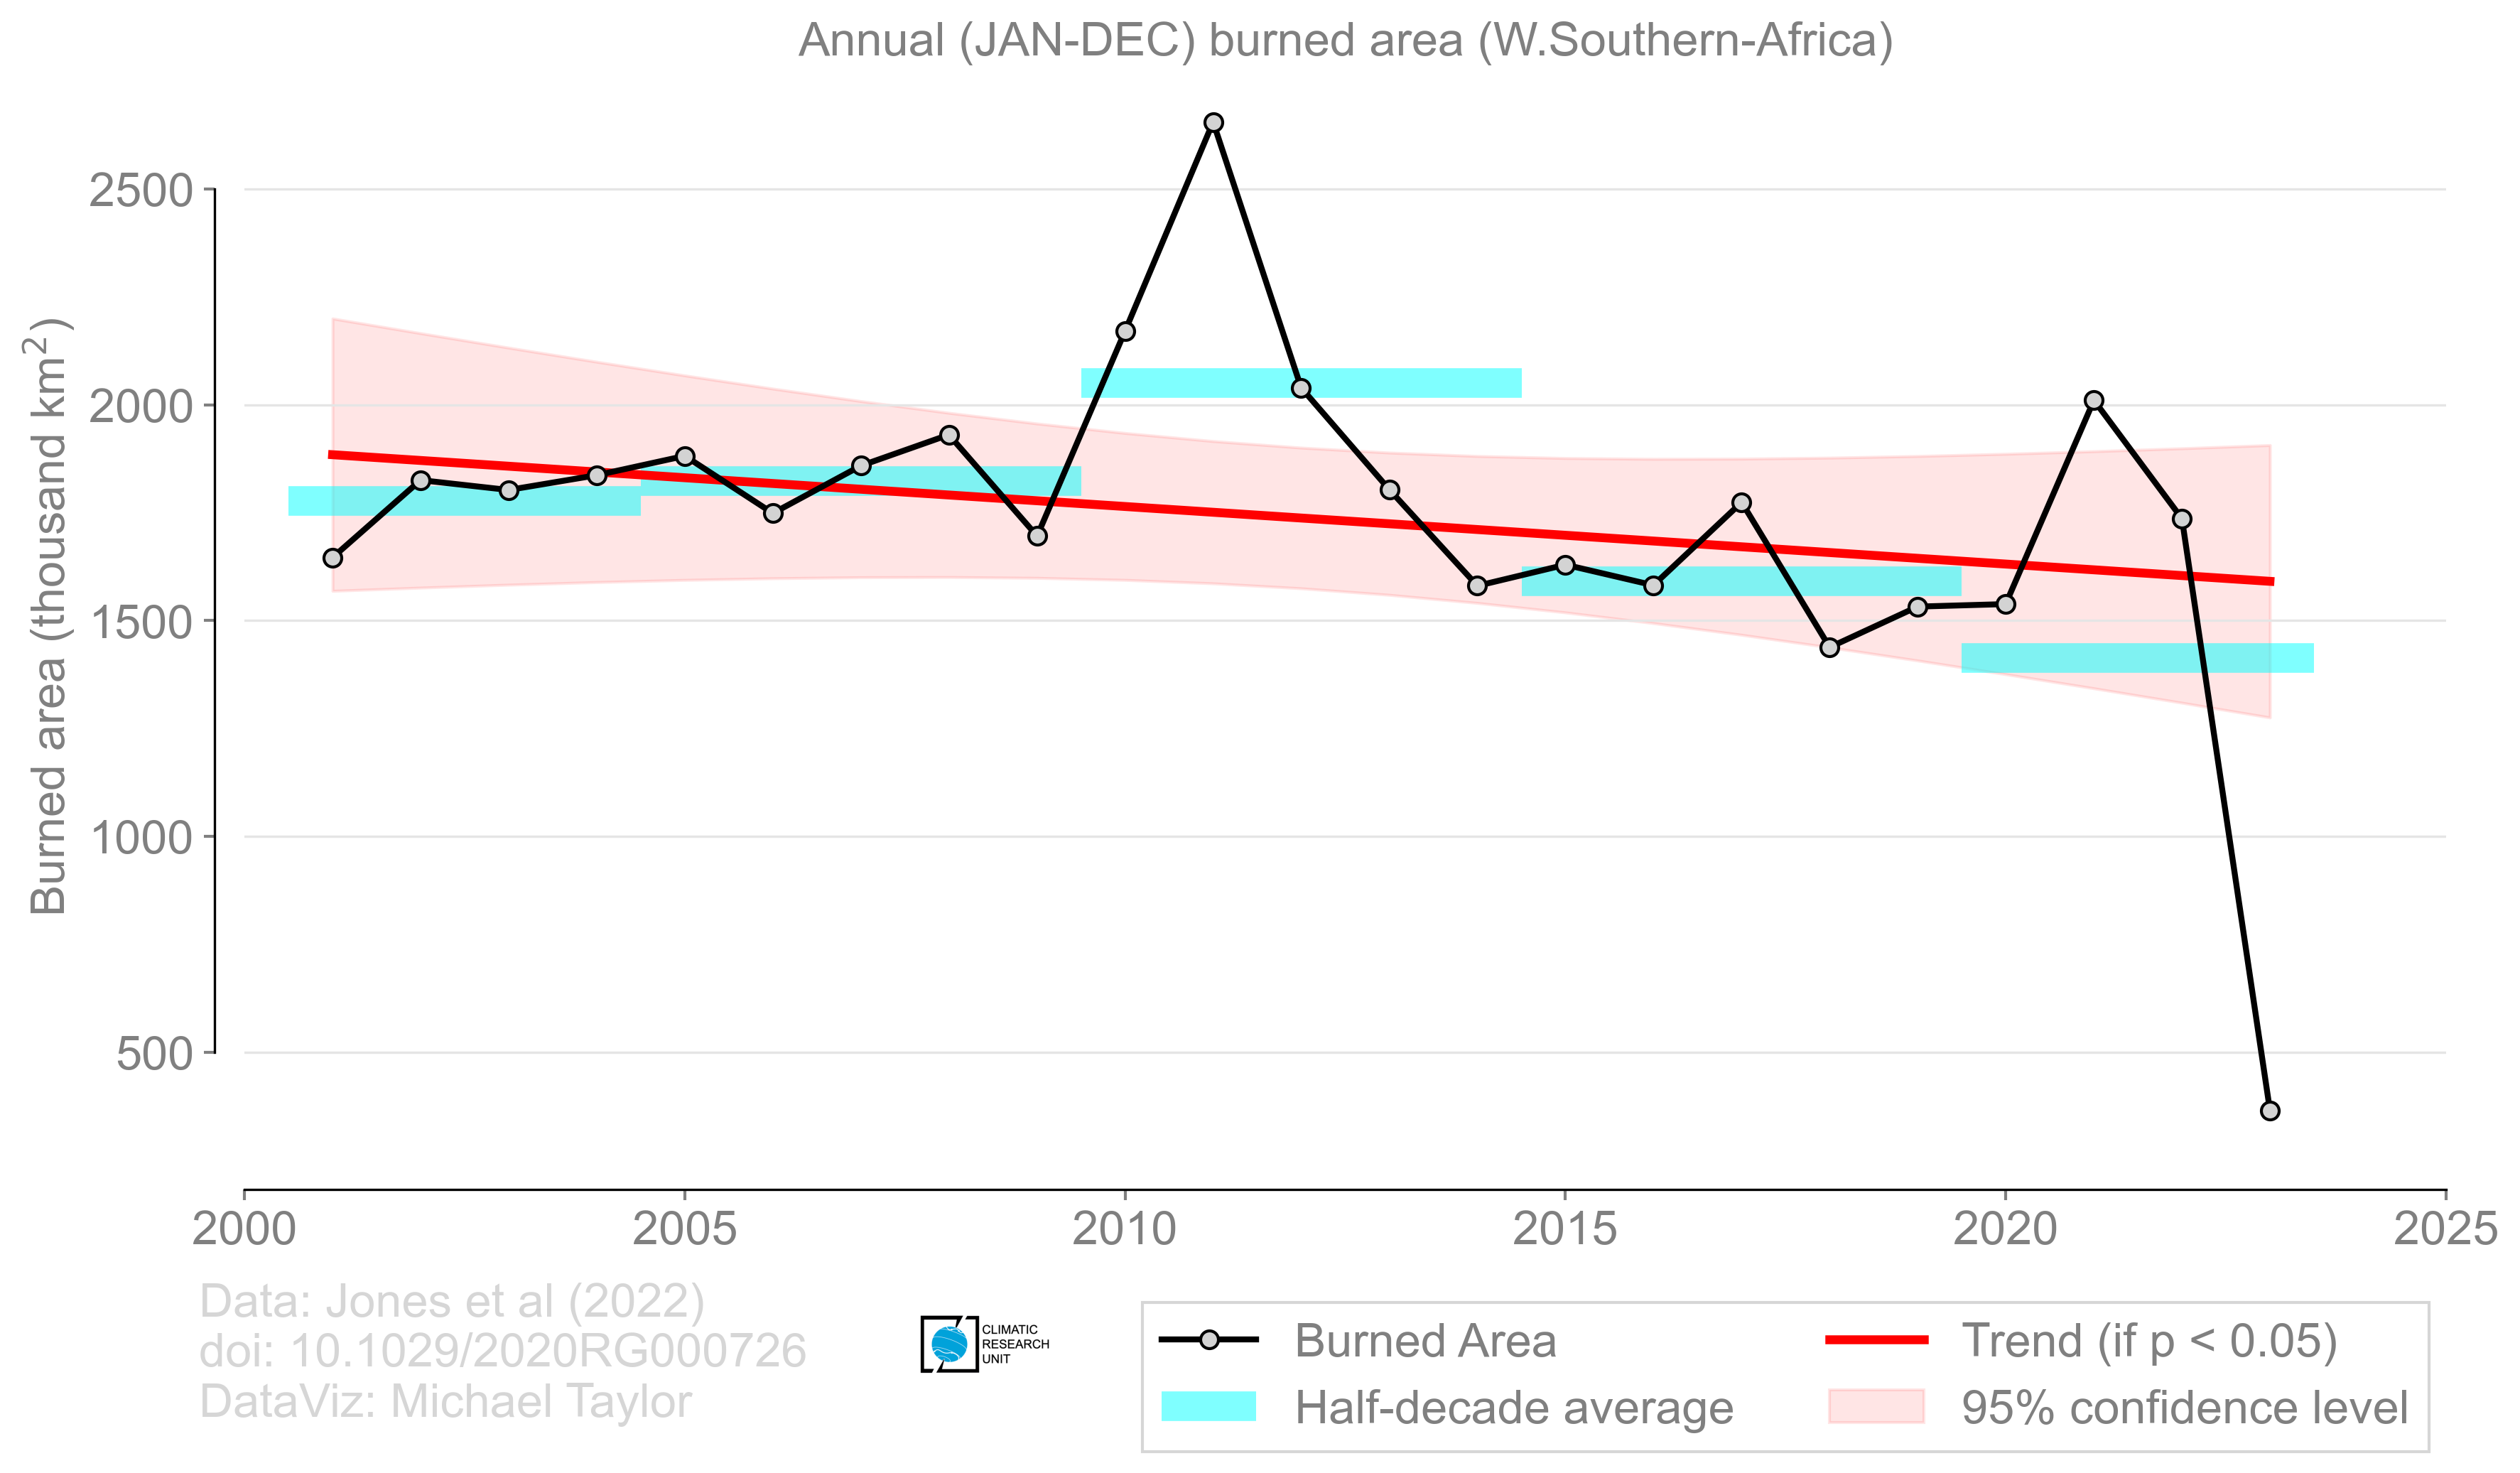 Annual (JAN-DEC) burned area (W.Southern-Africa)
Burned area (thousand km²)
2500
2000
1500
1000
500
2000 2005 2010 2015 2020 2025
Data: Jones et al (2022)
doi: 10.1029/2020RG000726
DataViz: Michael Taylor
CLIMATIC
RESEARCH
UNIT
Burned Area
Half-decade average
Trend (if p < 0.05)
95% confidence level